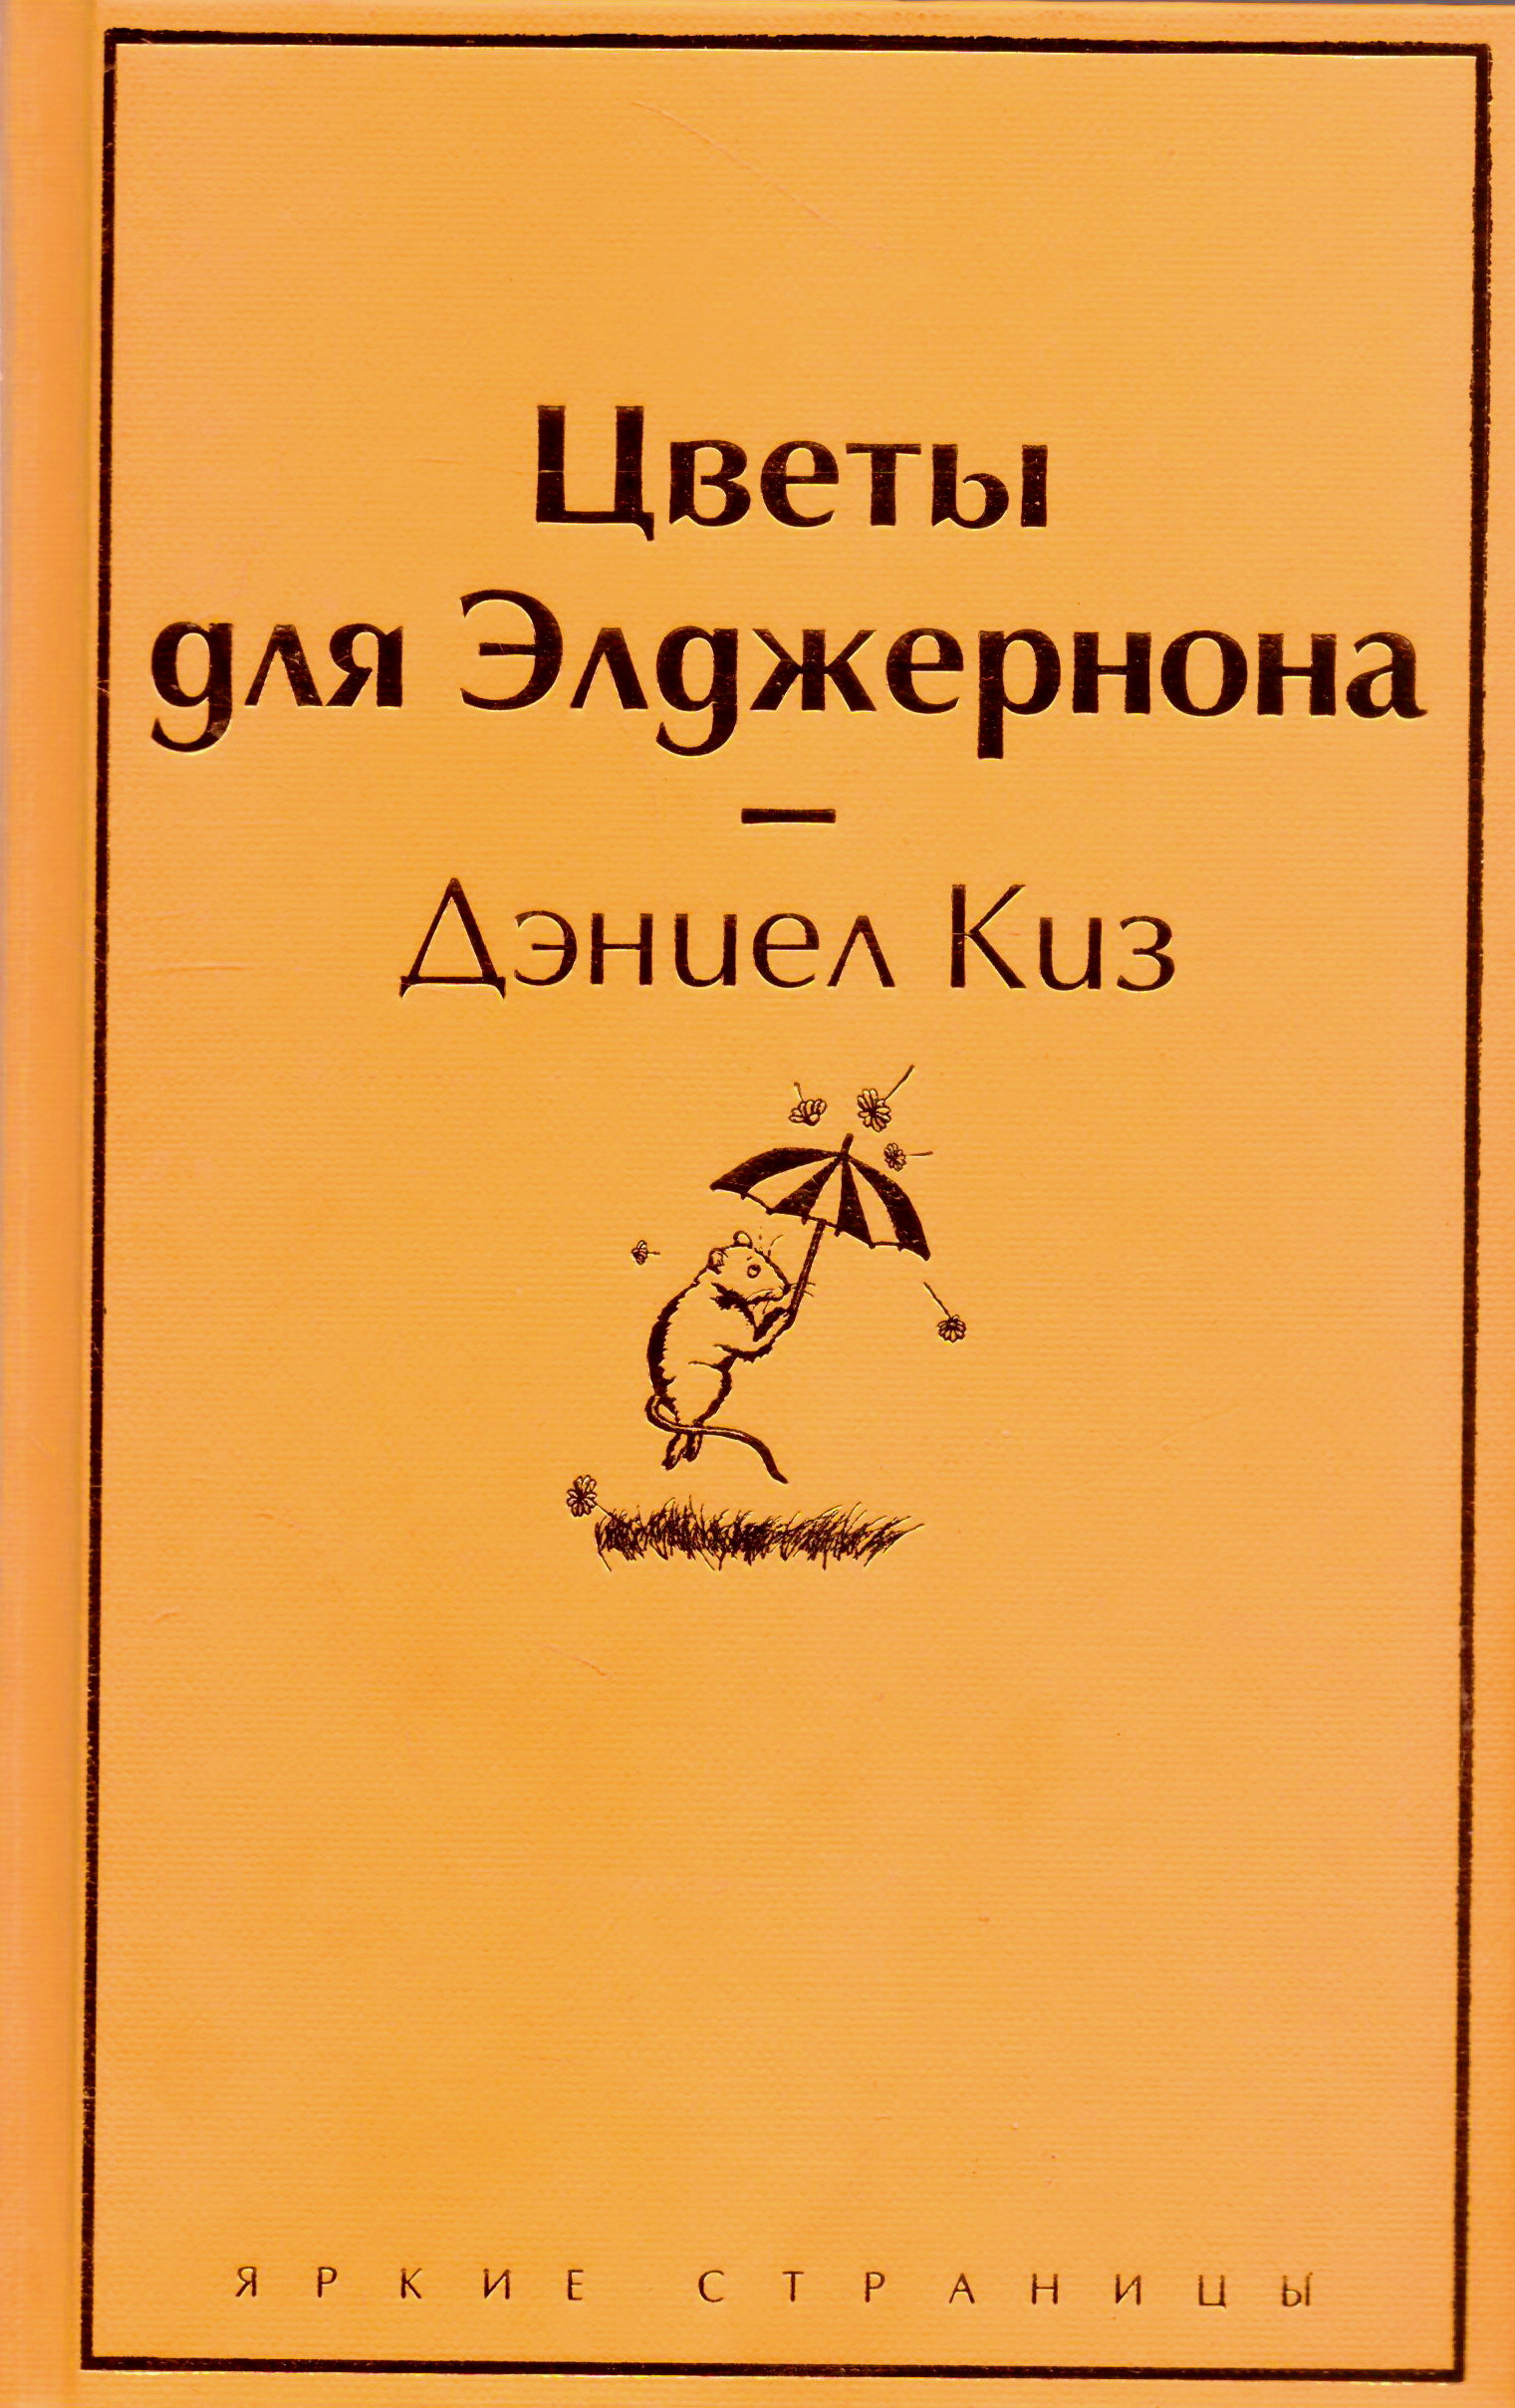 Цветы
для Элджернона
–
Дэниел Киз
ЯРКИЕ СТРАНИЦЫ